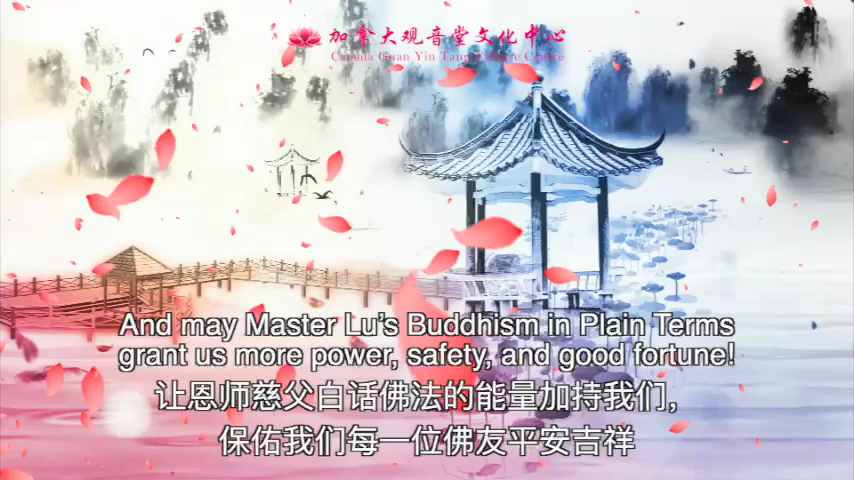 加拿大观音堂文化中心
Canada Guan Yin Tang Culture Centre
And may Master Lu's Buddhism in Plain Terms
grant us more power, safety, and good fortune!
让恩师慈父白话佛法的能量加持我们，
保佑我们每一位佛友平安吉祥